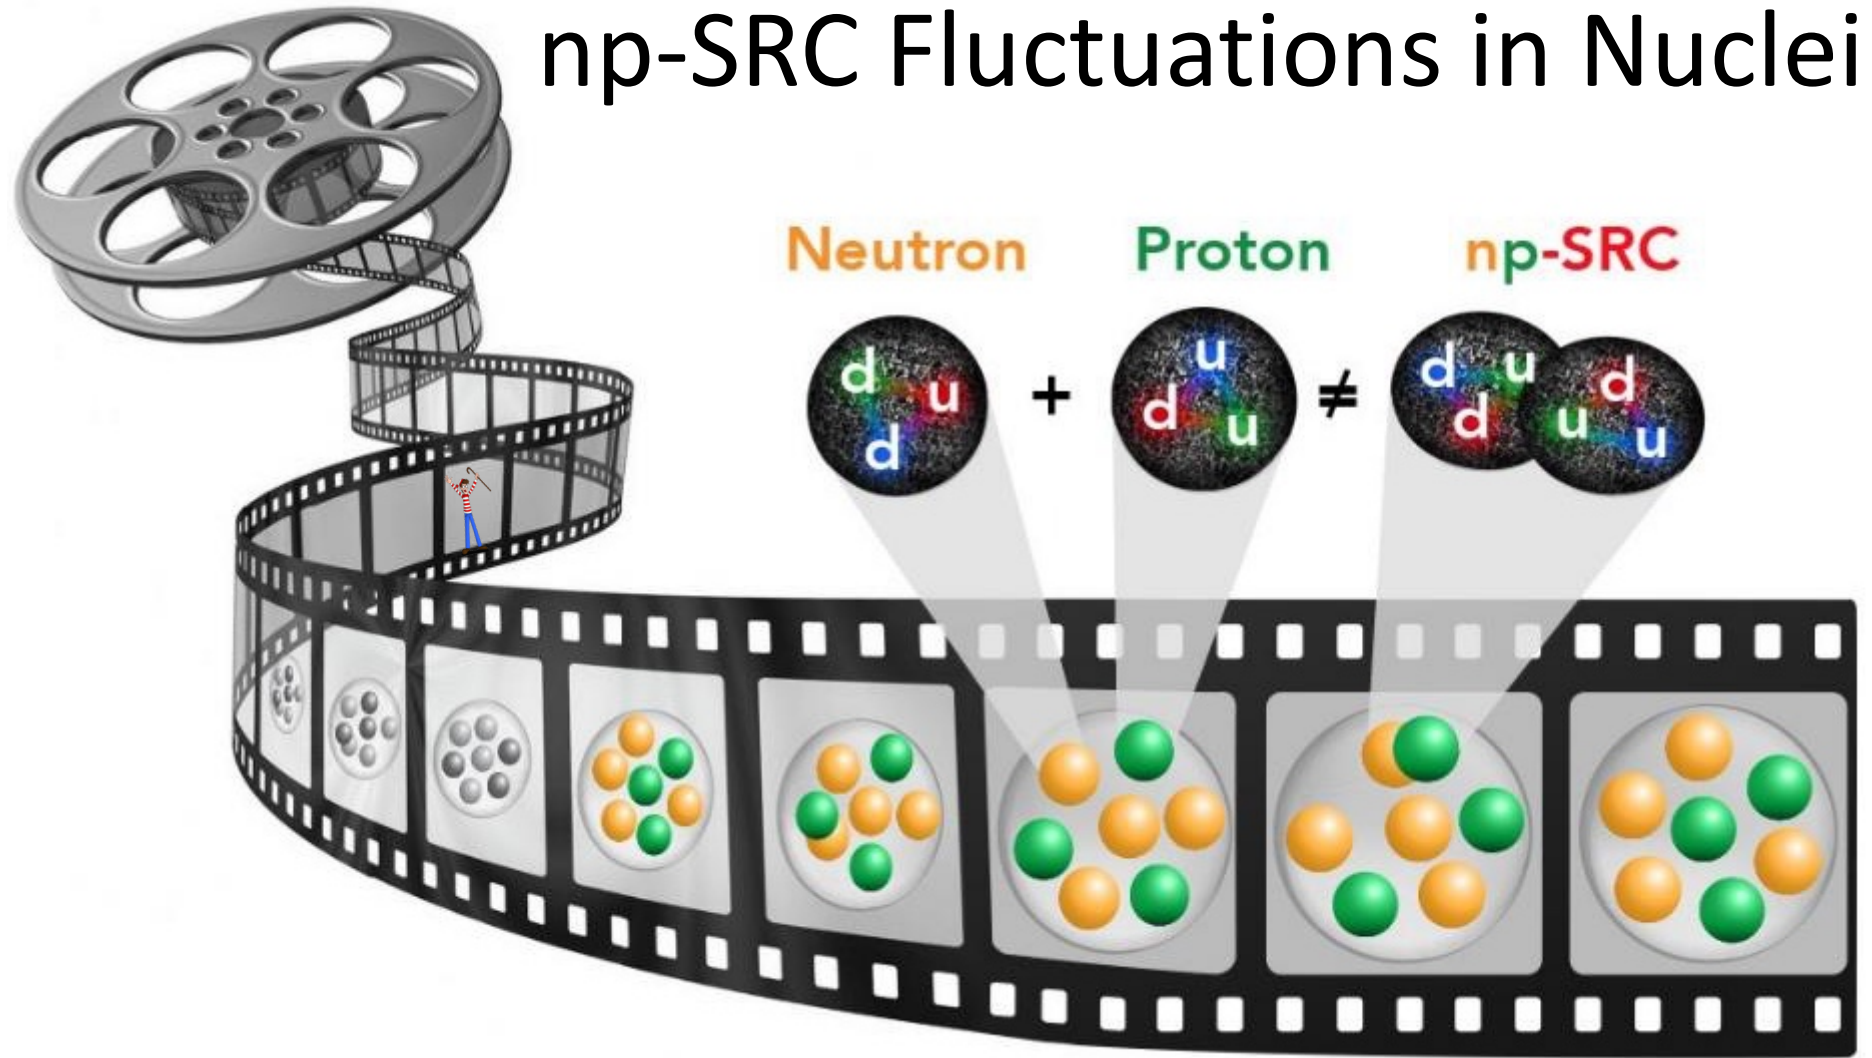 np-SRC Fluctuations in Nuclei
Neutron Proton np-SRC
d u d
+
u d u
≠
d u d d u u